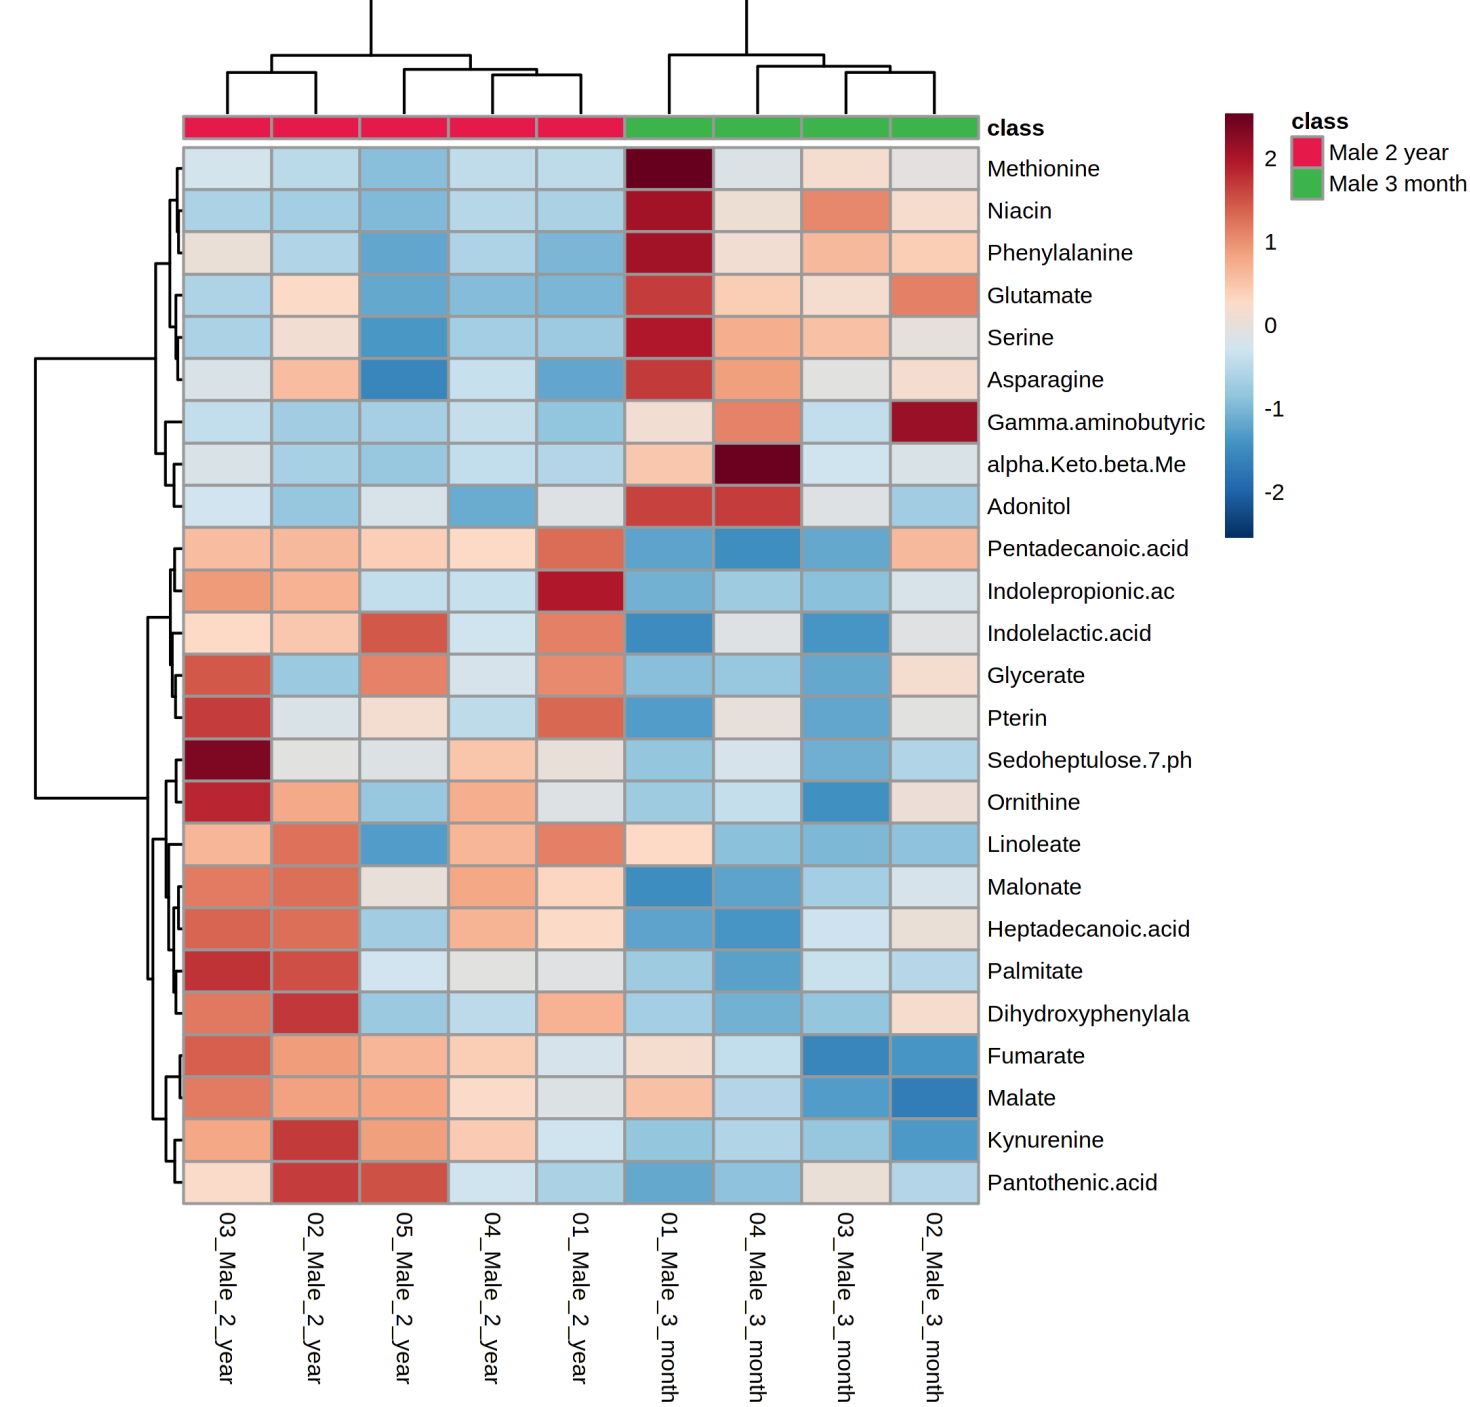 class
class
Male 2 year
Male 3 month
2
1
0
-1
-2
Methionine
Niacin
Phenylalanine
Glutamate
Serine
Asparagine
Gamma.aminobutyric
alpha.Keto.beta.Me
Adonitol
Pentadecanoic.acid
Indolepropionic.ac
Indolelactic.acid
Glycerate
Pterin
Sedoheptulose.7.ph
Ornithine
Linoleate
Malonate
Heptadecanoic.acid
Palmitate
Dihydroxyphenylala
Fumarate
Malate
Kynurenine
Pantothenic.acid
03_Male_2_year
02_Male_2_year
05_Male_2_year
04_Male_2_year
01_Male_2_year
01_Male_3_month
04_Male_3_month
03_Male_3_month
02_Male_3_month